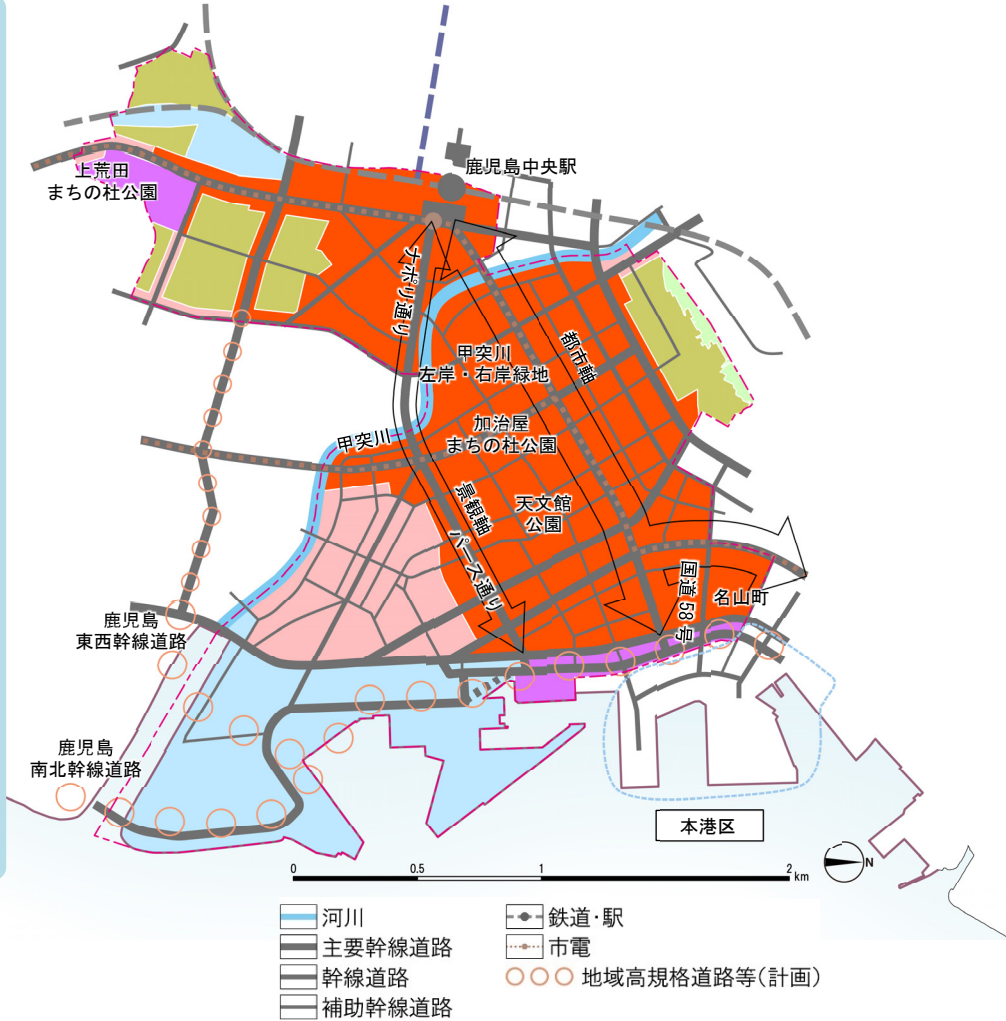 鹿児島中央駅
上荒田
まちの杜公園
ナポリ通り
都市軸
甲突川
左岸・右岸緑地
加治屋
まちの杜公園
甲突川
景観軸
天文館
公園
パース通り
国道58号
名山町
鹿児島
東西幹線道路
鹿児島
南北幹線道路
本港区
0 0.5 1 2 km
N
河川
主要幹線道路
幹線道路
補助幹線道路
鉄道・駅
市電
地域高規格道路等(計画)